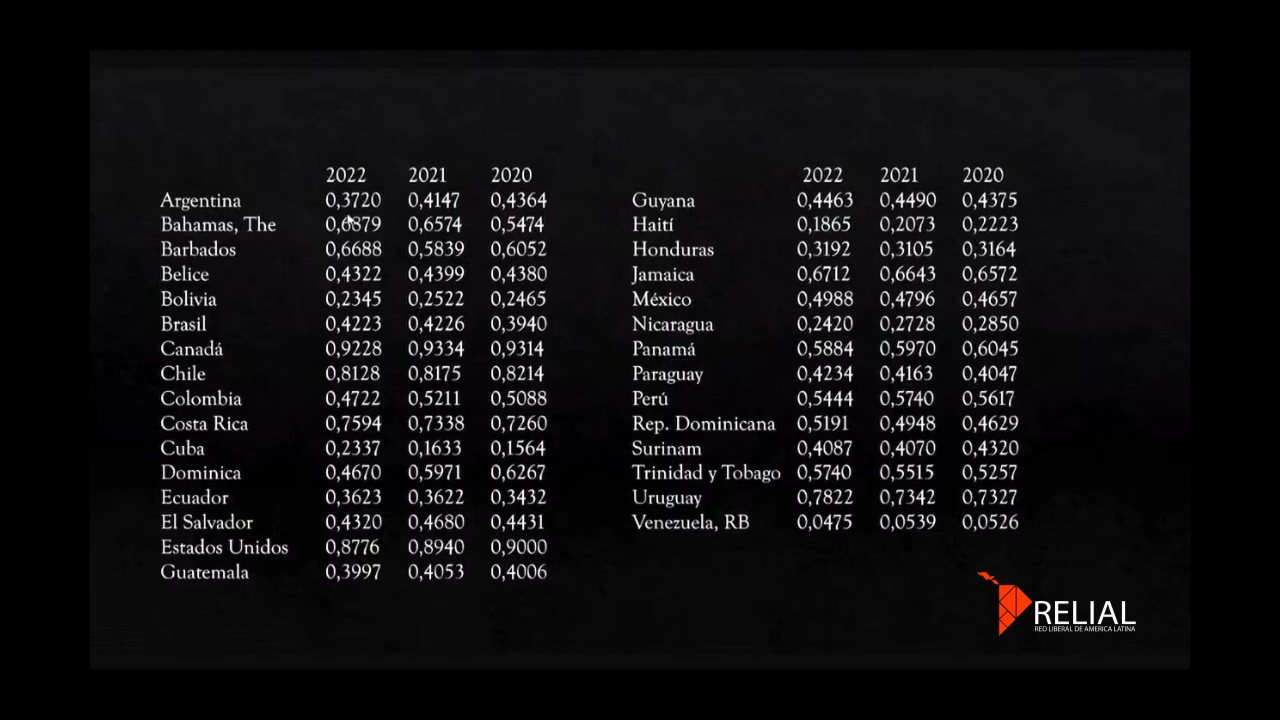 2022 2021 2020
Argentina 0,3720 0,4147 0,4364
Bahamas, The 0,6879 0,6574 0,5474
Barbados 0,6688 0,5839 0,6052
Belice 0,4322 0,4399 0,4380
Bolivia 0,2345 0,2522 0,2465
Brasil 0,4223 0,4226 0,3940
Canadá 0,9228 0,9334 0,9314
Chile 0,8128 0,8175 0,8214
Colombia 0,4722 0,5211 0,5088
Costa Rica 0,7594 0,7338 0,7260
Cuba 0,2337 0,1633 0,1564
Dominica 0,4670 0,5971 0,6267
Ecuador 0,3623 0,3622 0,3432
El Salvador 0,4320 0,4680 0,4431
Estados Unidos 0,8776 0,8940 0,9000
Guatemala 0,3997 0,4053 0,4006
2022 2021 2020
Guyana 0,4463 0,4490 0,4375
Haití 0,1865 0,2073 0,2223
Honduras 0,3192 0,3105 0,3164
Jamaica 0,6712 0,6643 0,6572
México 0,4988 0,4796 0,4657
Nicaragua 0,2420 0,2728 0,2850
Panamá 0,5884 0,5970 0,6045
Paraguay 0,4234 0,4163 0,4047
Perú 0,5444 0,5740 0,5617
Rep. Dominicana 0,5191 0,4948 0,4629
Surinam 0,4087 0,4070 0,4320
Trinidad y Tobago 0,5740 0,5515 0,5257
Uruguay 0,7822 0,7342 0,7327
Venezuela, RB 0,0475 0,0539 0,0526
RELIAL
RED LIBERAL DE AMERICA LATINA